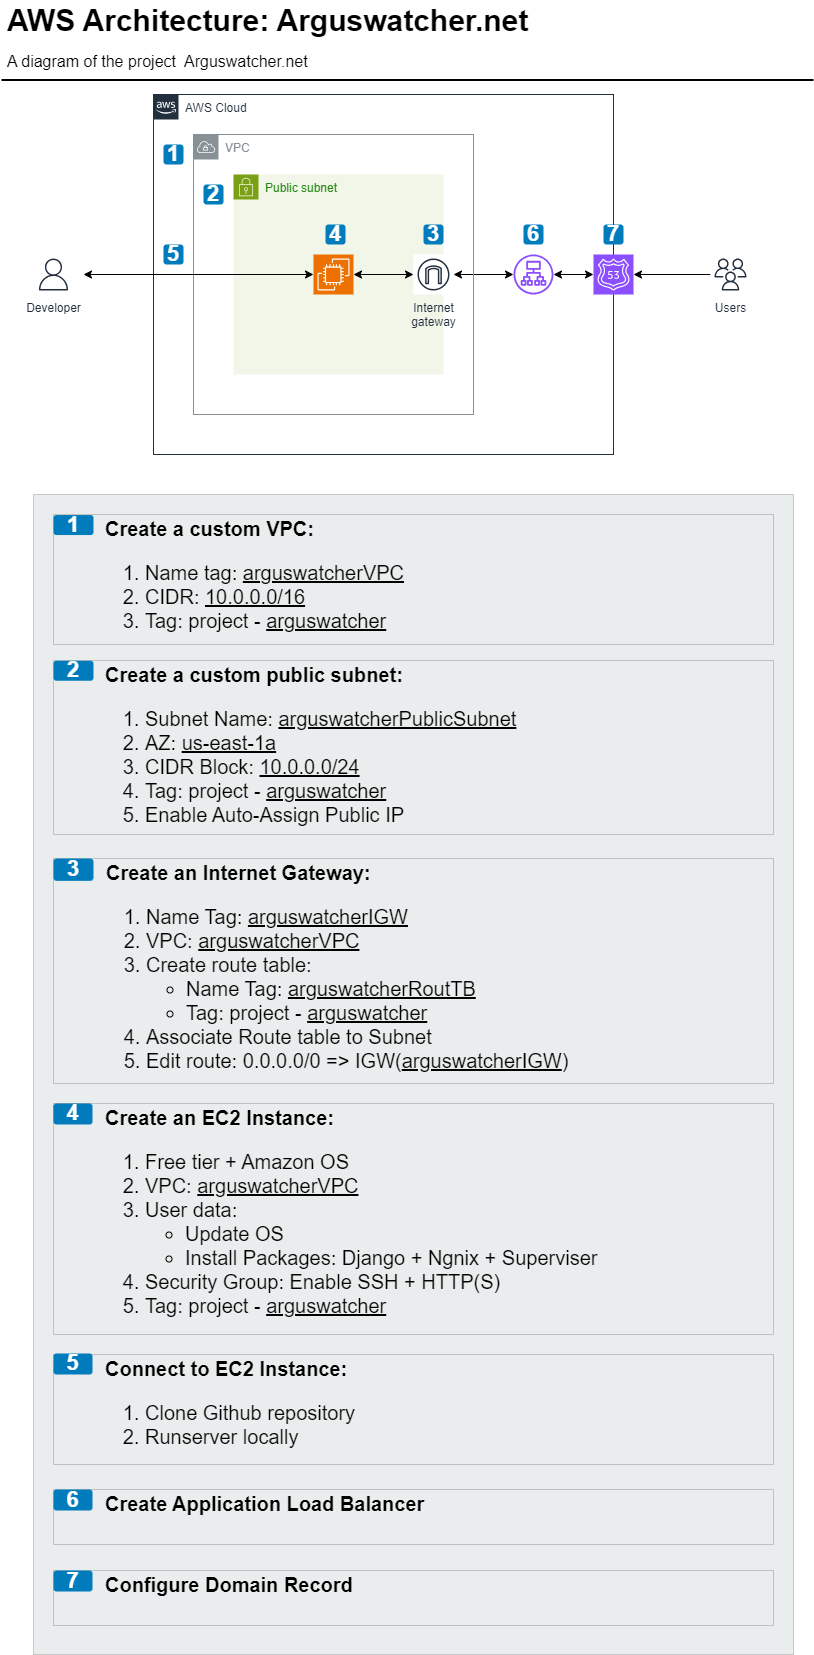 AWS Architecture: Arguswatcher.net
A diagram of the project Arguswatcher.net
aws
AWS Cloud
1
VPC
2
Public subnet
5
4
3
6
7
53
Developer
Internet
gateway
Users
1
Create a custom VPC:
1. Name tag: arguswatcherVPC
2. CIDR: 10.0.0.0/16
3. Tag: project - arguswatcher
2
Create a custom public subnet:
1. Subnet Name: arguswatcherPublicSubnet
2. AZ: us-east-1a
3. CIDR Block: 10.0.0.0/24
4. Tag: project - arguswatcher
5. Enable Auto-Assign Public IP
3
Create an Internet Gateway:
1. Name Tag: arguswatcherIGW
2. VPC: arguswatcherVPC
3. Create route table:
◦ Name Tag: arguswatcherRoutTB
◦ Tag: project - arguswatcher
4. Associate Route table to Subnet
5. Edit route: 0.0.0.0/0 => IGW(arguswatcherIGW)
4
Create an EC2 Instance:
1. Free tier + Amazon OS
2. VPC: arguswatcherVPC
3. User data:
◦ Update OS
◦ Install Packages: Django + Ngnix + Superviser
4. Security Group: Enable SSH + HTTP(S)
5. Tag: project - arguswatcher
5
Connect to EC2 Instance:
1. Clone Github repository
2. Runserver locally
6
Create Application Load Balancer
7
Configure Domain Record